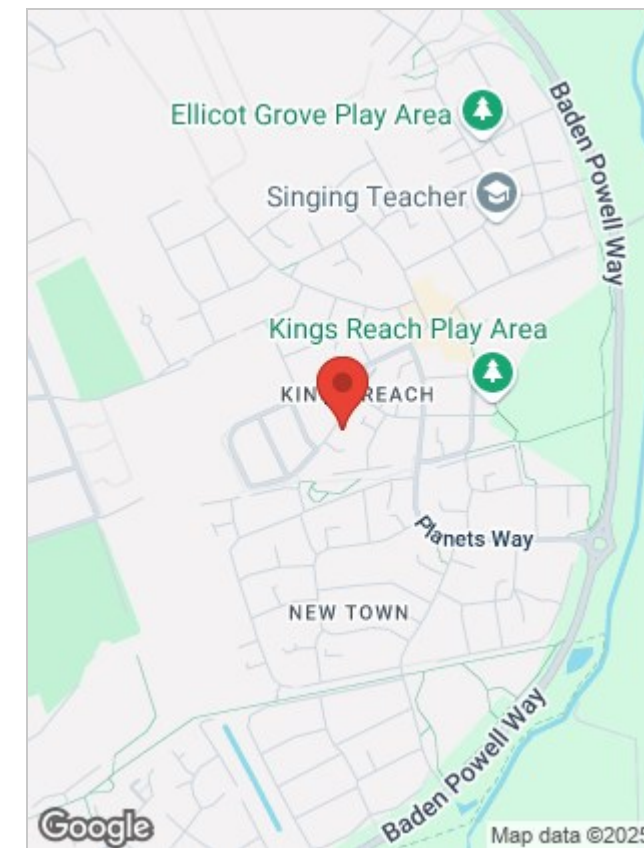 Baden Powell Way
Ellicot Grove Play Area
Singing Teacher
Kings Reach Play Area
KIN REACH
Planets Way
NEW TOWN
Baden Powell Way
Google
Map data ©2025